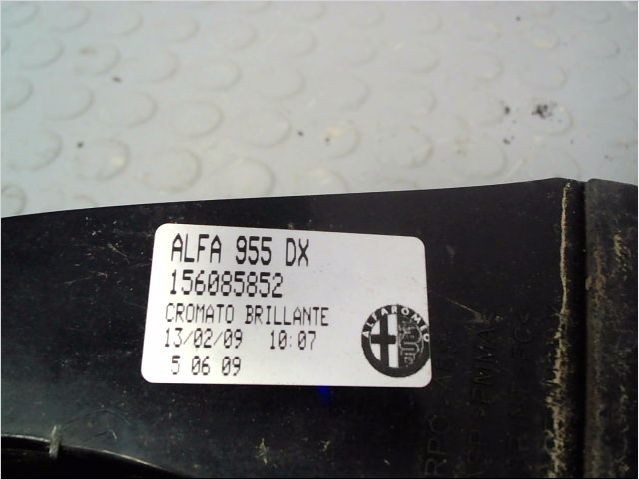 ALFA 955 DX
156085852
CROMATO BRILLANTE
13/02/09 10:07
5 06 09
ALFA ROMEO